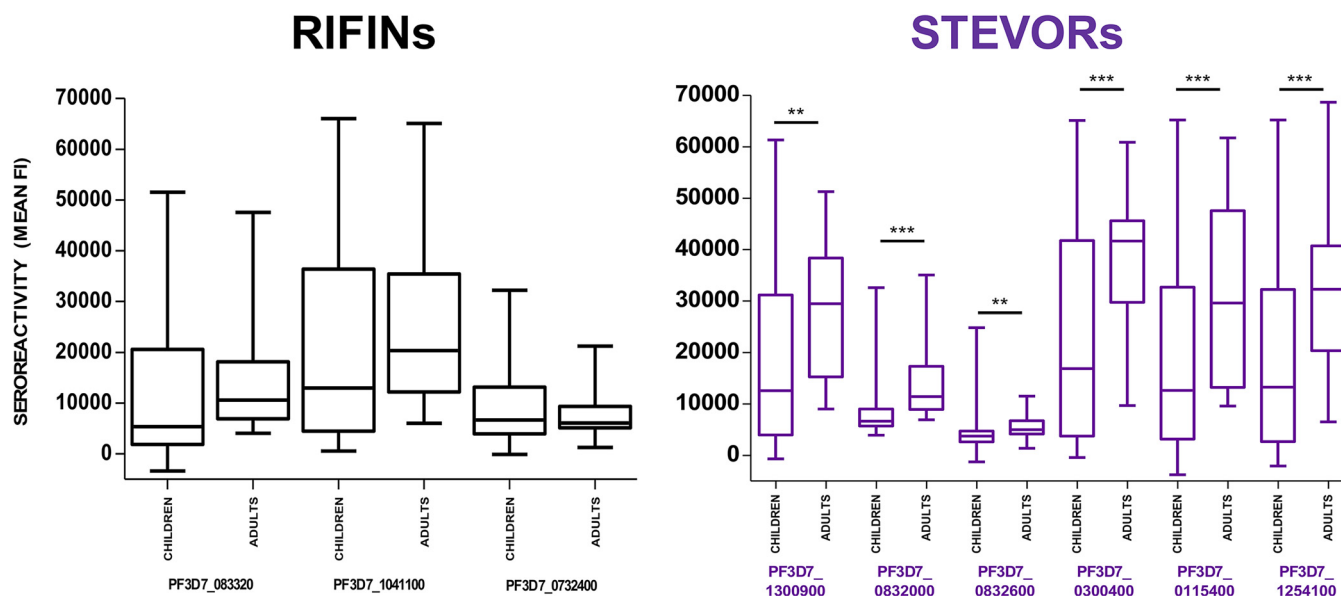 RIFINs
STEVORs
SEROREACTIVITY (MEAN FI)
70000
60000
50000
40000
30000
20000
10000
0
CHILDREN
ADULTS
CHILDREN
ADULTS
CHILDREN
ADULTS
PF3D7_083320
PF3D7_1041100
PF3D7_0732400
70000
60000
50000
40000
30000
20000
10000
0
**
***
**
***
***
***
CHILDREN
ADULTS
CHILDREN
ADULTS
CHILDREN
ADULTS
CHILDREN
ADULTS
CHILDREN
ADULTS
CHILDREN
ADULTS
PF3D7_
1300900
PF3D7_
0832000
PF3D7_
0832600
PF3D7_
0300400
PF3D7_
0115400
PF3D7_
1254100